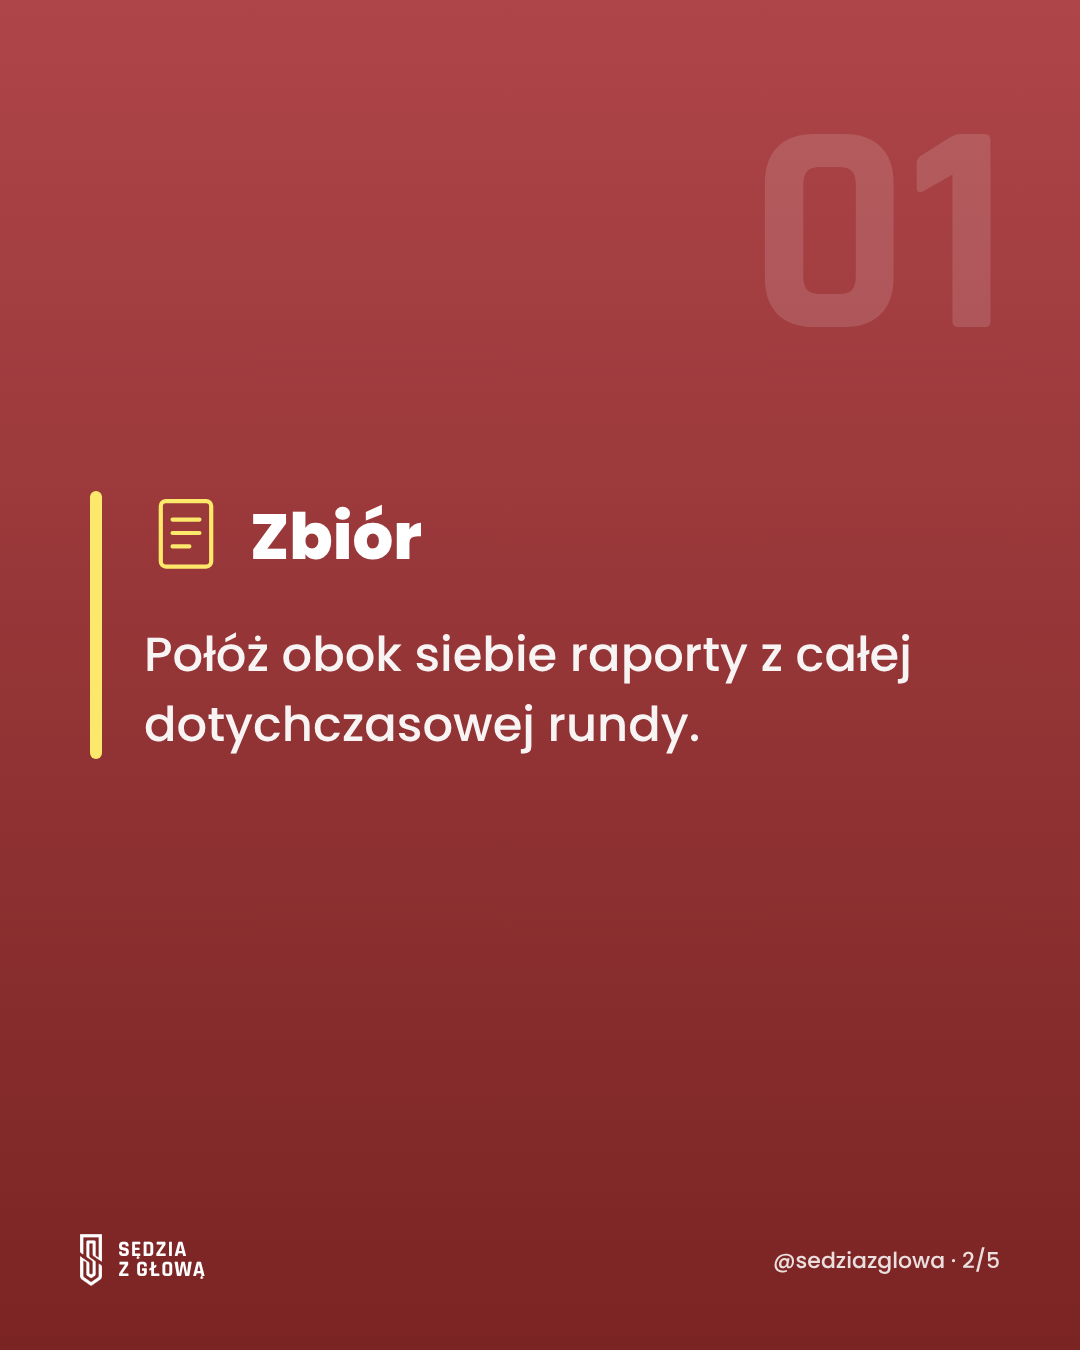 01
Zbiór
Połóż obok siebie raporty z całej
dotychczasowej rundy.
SĘDZIA
Z GŁOWĄ
@sedziazglowa · 2/5